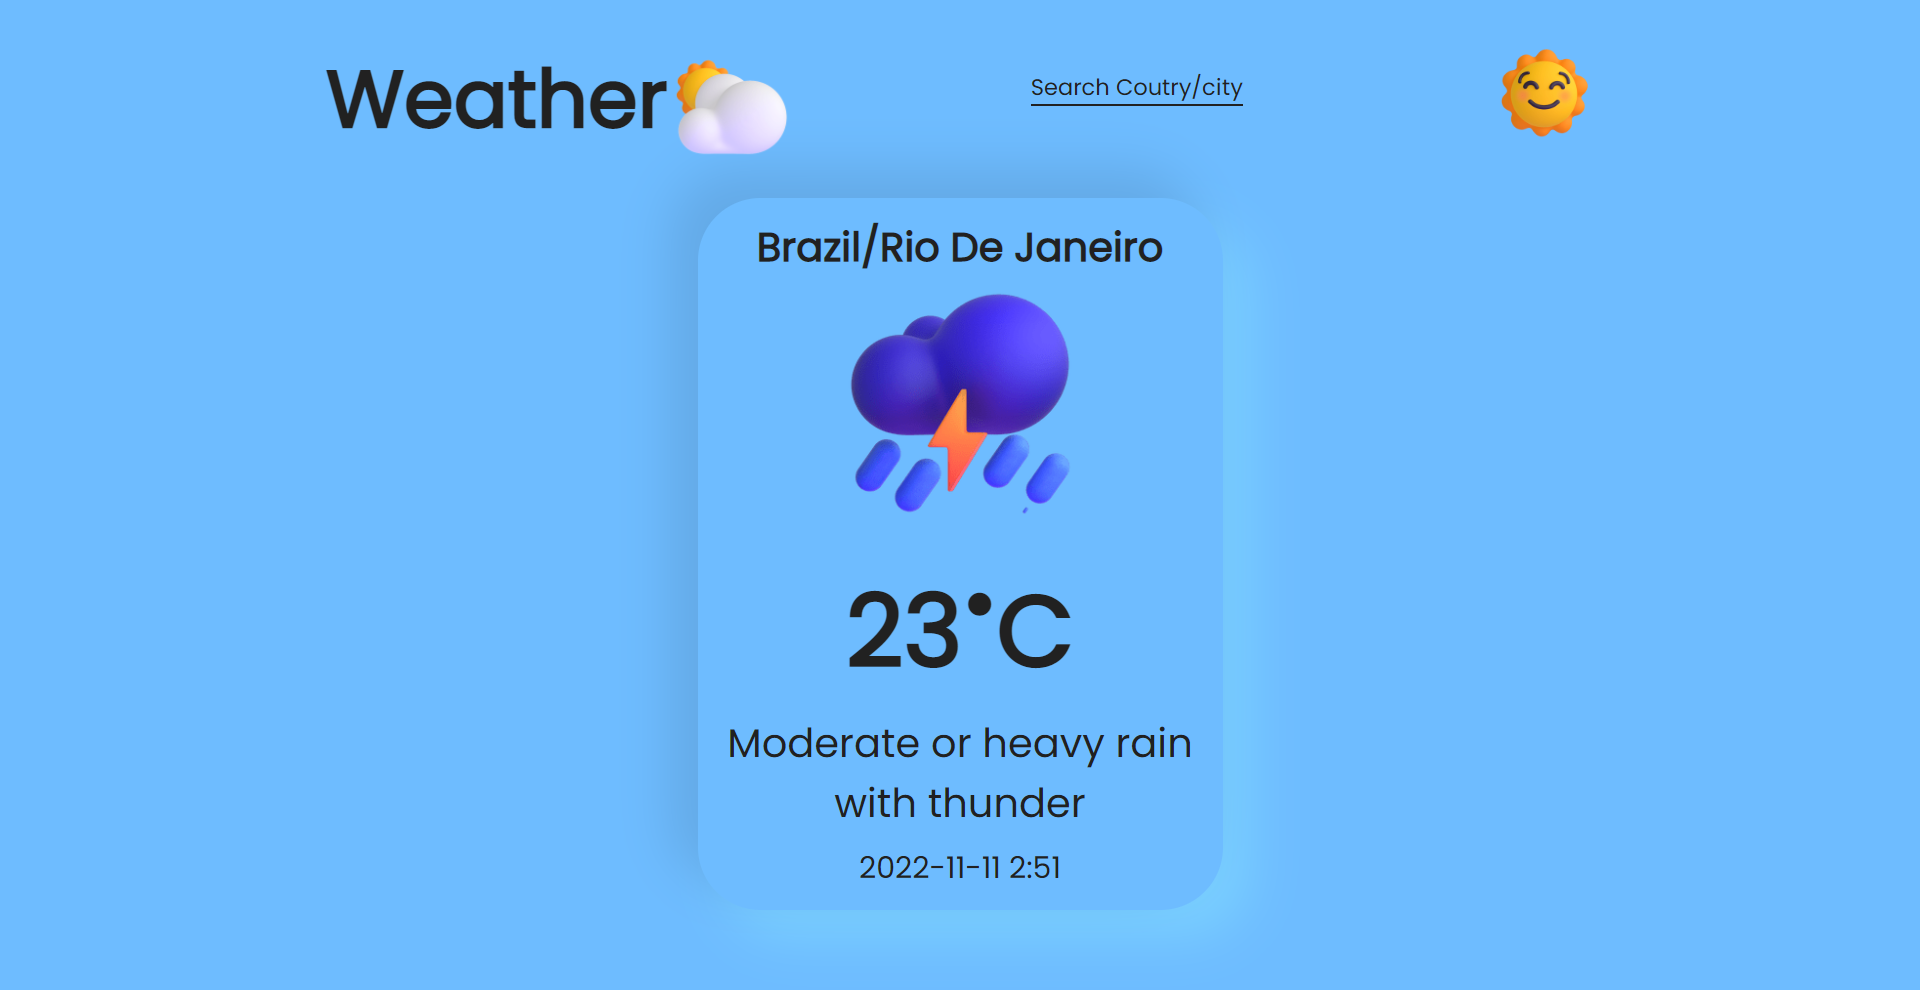 Weather
Search Coutry/city
Brazil/Rio De Janeiro
23°C
Moderate or heavy rain
with thunder
2022-11-11 2:51